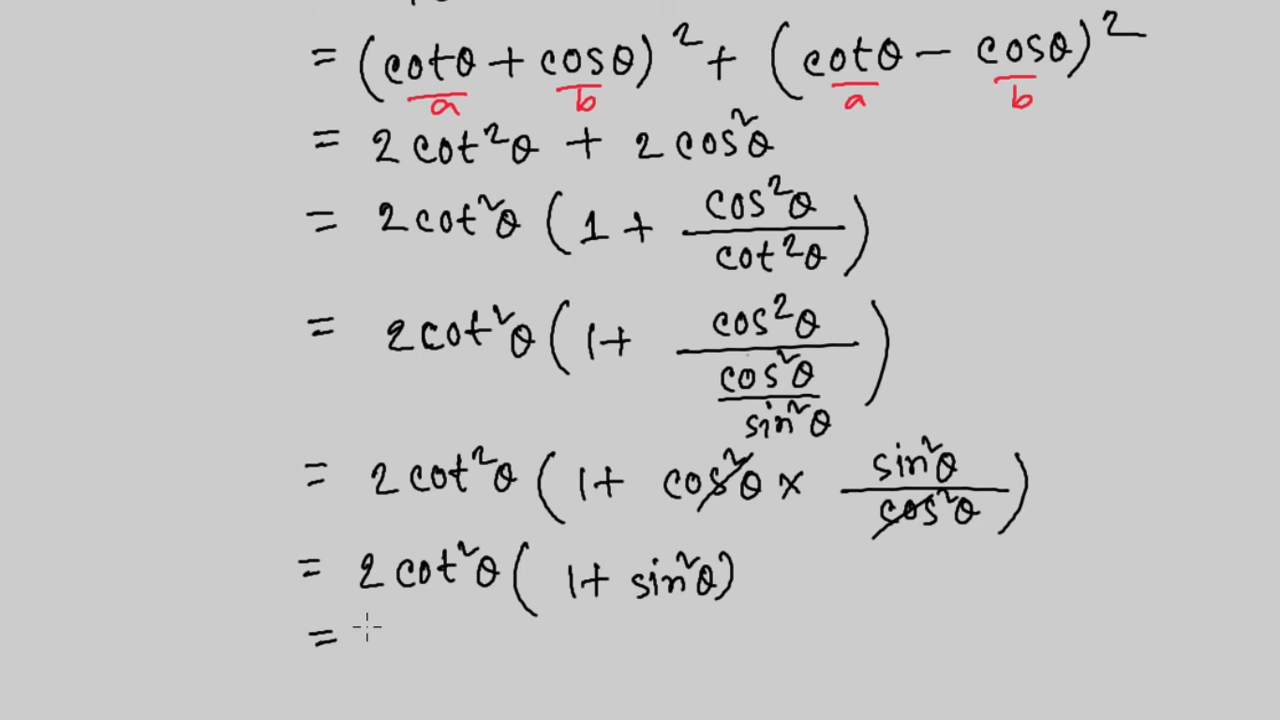 = (cotθ + cosθ)² + (cotθ − cosθ)²
a b a b
= 2cot²θ + 2cos²θ
= 2cot²θ (1 + cos²θ / cot²θ)
= 2cot²θ (1 + cos²θ / (cos²θ / sin²θ))
= 2cot²θ (1 + cos²θ × sin²θ / cos²θ)
= 2cot²θ (1 + sin²θ)
=